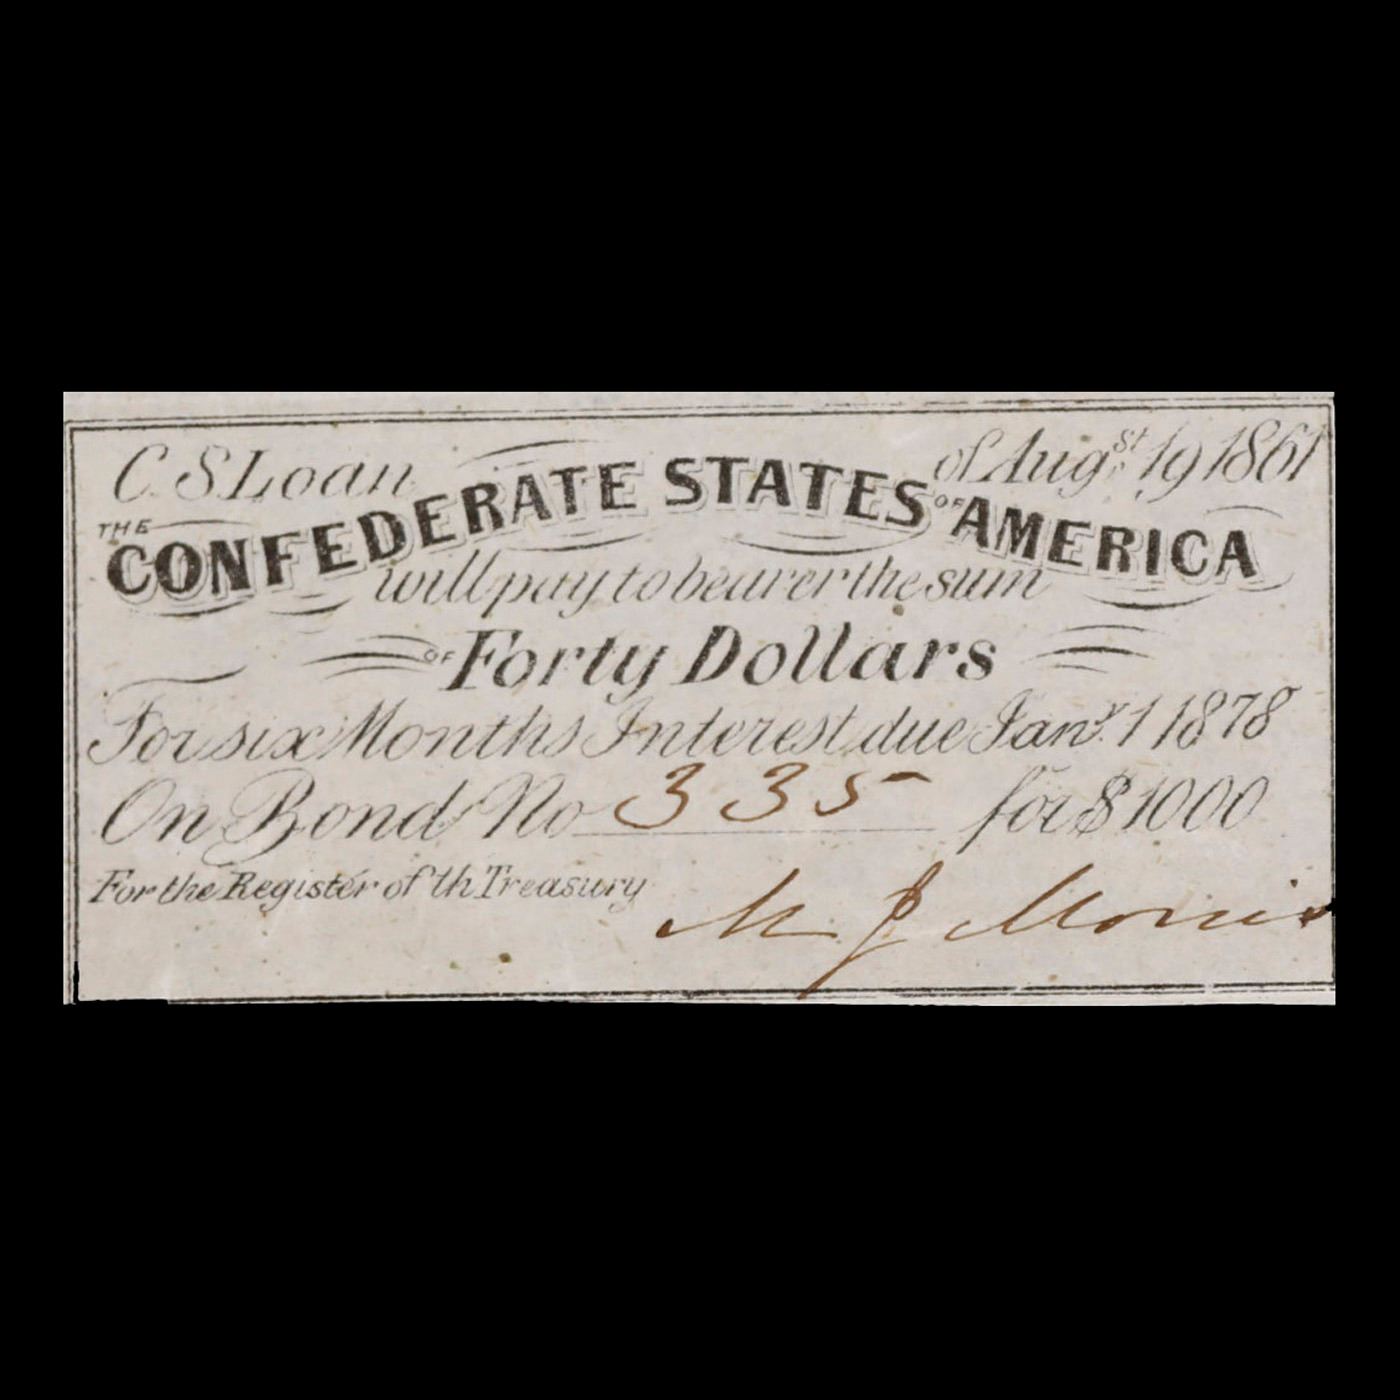 C. S. Loan of Augst. 19 1861
THE CONFEDERATE STATES OF AMERICA
will pay to bearer the sum
OF Forty Dollars
For six Months Interest due Jany. 1 1878
On Bond No 335 for $1000
For the Register of th Treasury M J Morris